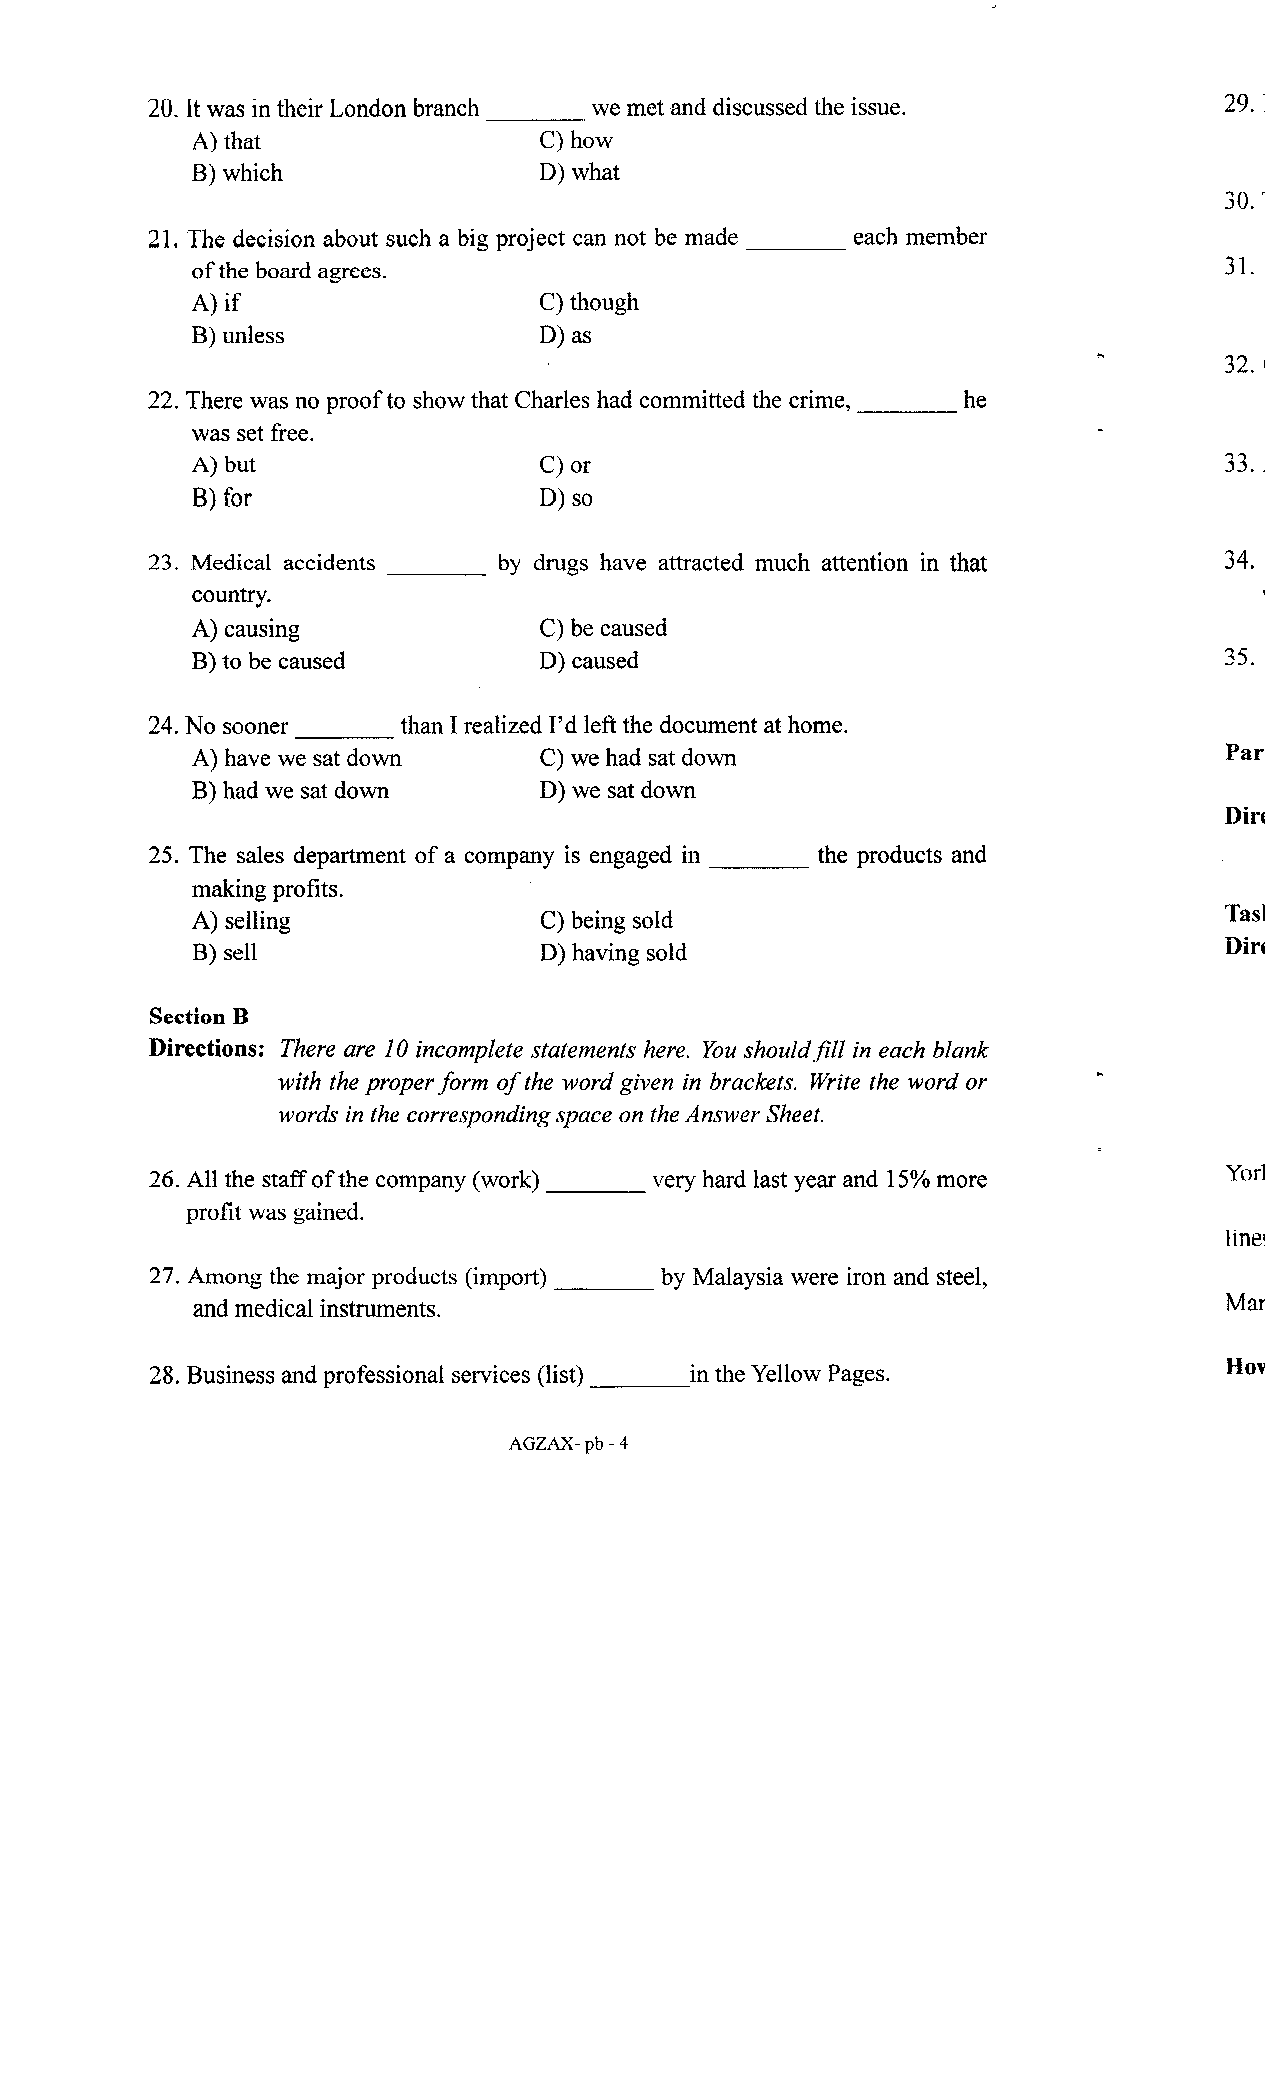 20. It was in their London branch ________ we met and discussed the issue.
A) that C) how
B) which D) what
21. The decision about such a big project can not be made ________ each member
of the board agrees.
A) if C) though
B) unless D) as
22. There was no proof to show that Charles had committed the crime, ________ he
was set free.
A) but C) or
B) for D) so
23. Medical accidents ________ by drugs have attracted much attention in that
country.
A) causing C) be caused
B) to be caused D) caused
24. No sooner ________ than I realized I'd left the document at home.
A) have we sat down C) we had sat down
B) had we sat down D) we sat down
25. The sales department of a company is engaged in ________ the products and
making profits.
A) selling C) being sold
B) sell D) having sold
Section B
Directions: There are 10 incomplete statements here. You should fill in each blank
with the proper form of the word given in brackets. Write the word or
words in the corresponding space on the Answer Sheet.
26. All the staff of the company (work) ________ very hard last year and 15% more
profit was gained.
27. Among the major products (import) ________ by Malaysia were iron and steel,
and medical instruments.
28. Business and professional services (list) ________in the Yellow Pages.
AGZAX- pb - 4
29.
30.
31.
32.
33.
34.
35.